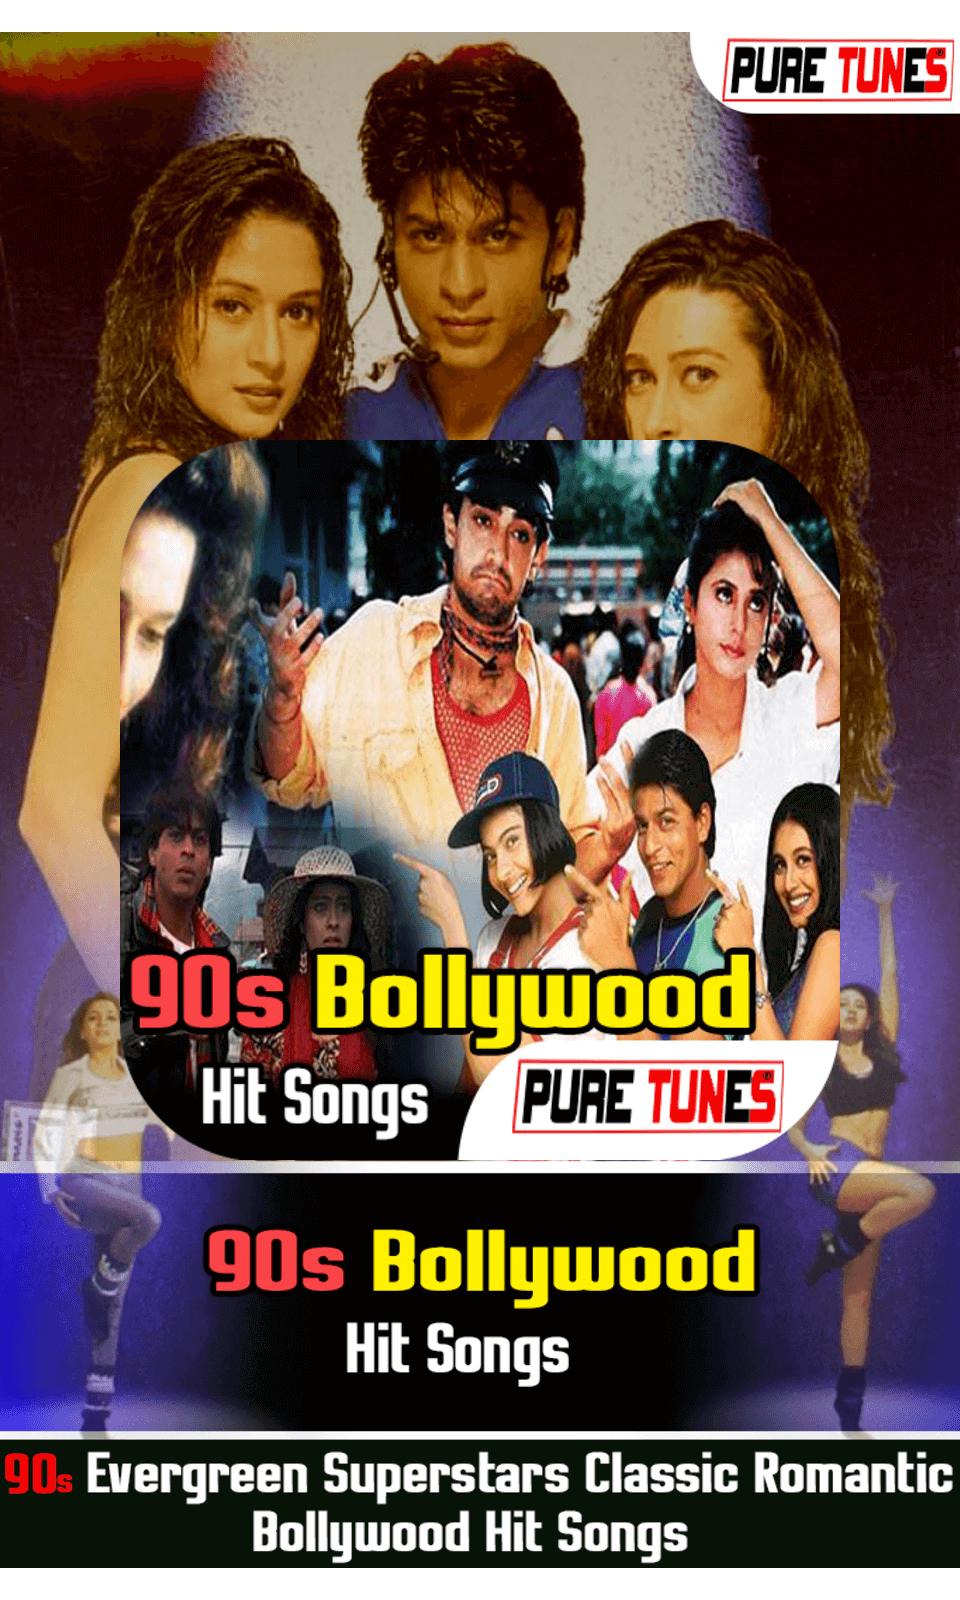 PURE TUNES
90s Bollywood
Hit Songs
PURE TUNES
90s Bollywood
Hit Songs
90s Evergreen Superstars Classic Romantic
Bollywood Hit Songs